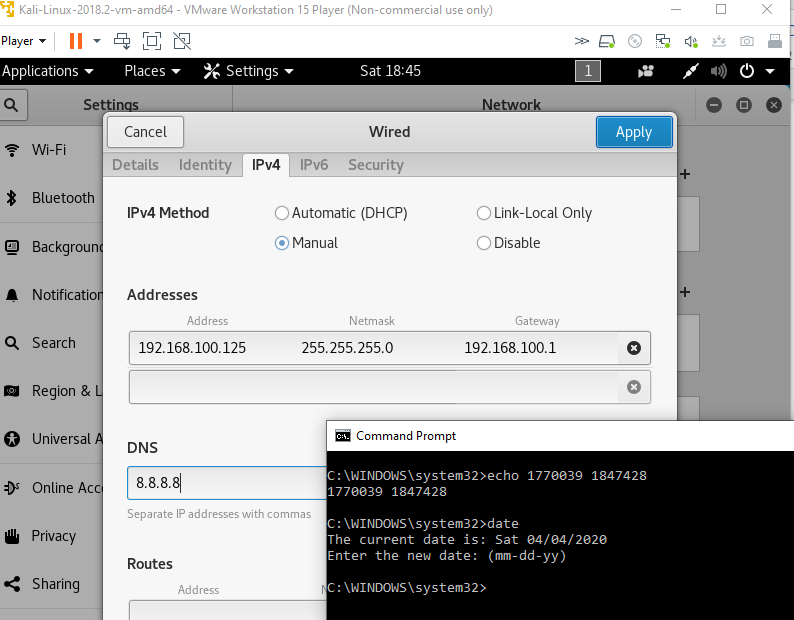 Kali-Linux-2018.2-vm-amd64 - VMware Workstation 15 Player (Non-commercial use only)
Player
Applications Places Settings Sat 18:45 1
Settings Network
Cancel Wired Apply
Details Identity IPv4 IPv6 Security
Wi-Fi
Bluetooth
Background
Notification
Search
Region & L
Universal A
Online Acc
Privacy
Sharing
IPv4 Method Automatic (DHCP) Link-Local Only
Manual Disable
Addresses
Address Netmask Gateway
192.168.100.125 255.255.255.0 192.168.100.1
DNS
8.8.8.8
Separate IP addresses with commas
Routes
Address
C:\. Command Prompt
C:\WINDOWS\system32>echo 1770039 1847428
1770039 1847428
C:\WINDOWS\system32>date
The current date is: Sat 04/04/2020
Enter the new date: (mm-dd-yy)
C:\WINDOWS\system32>